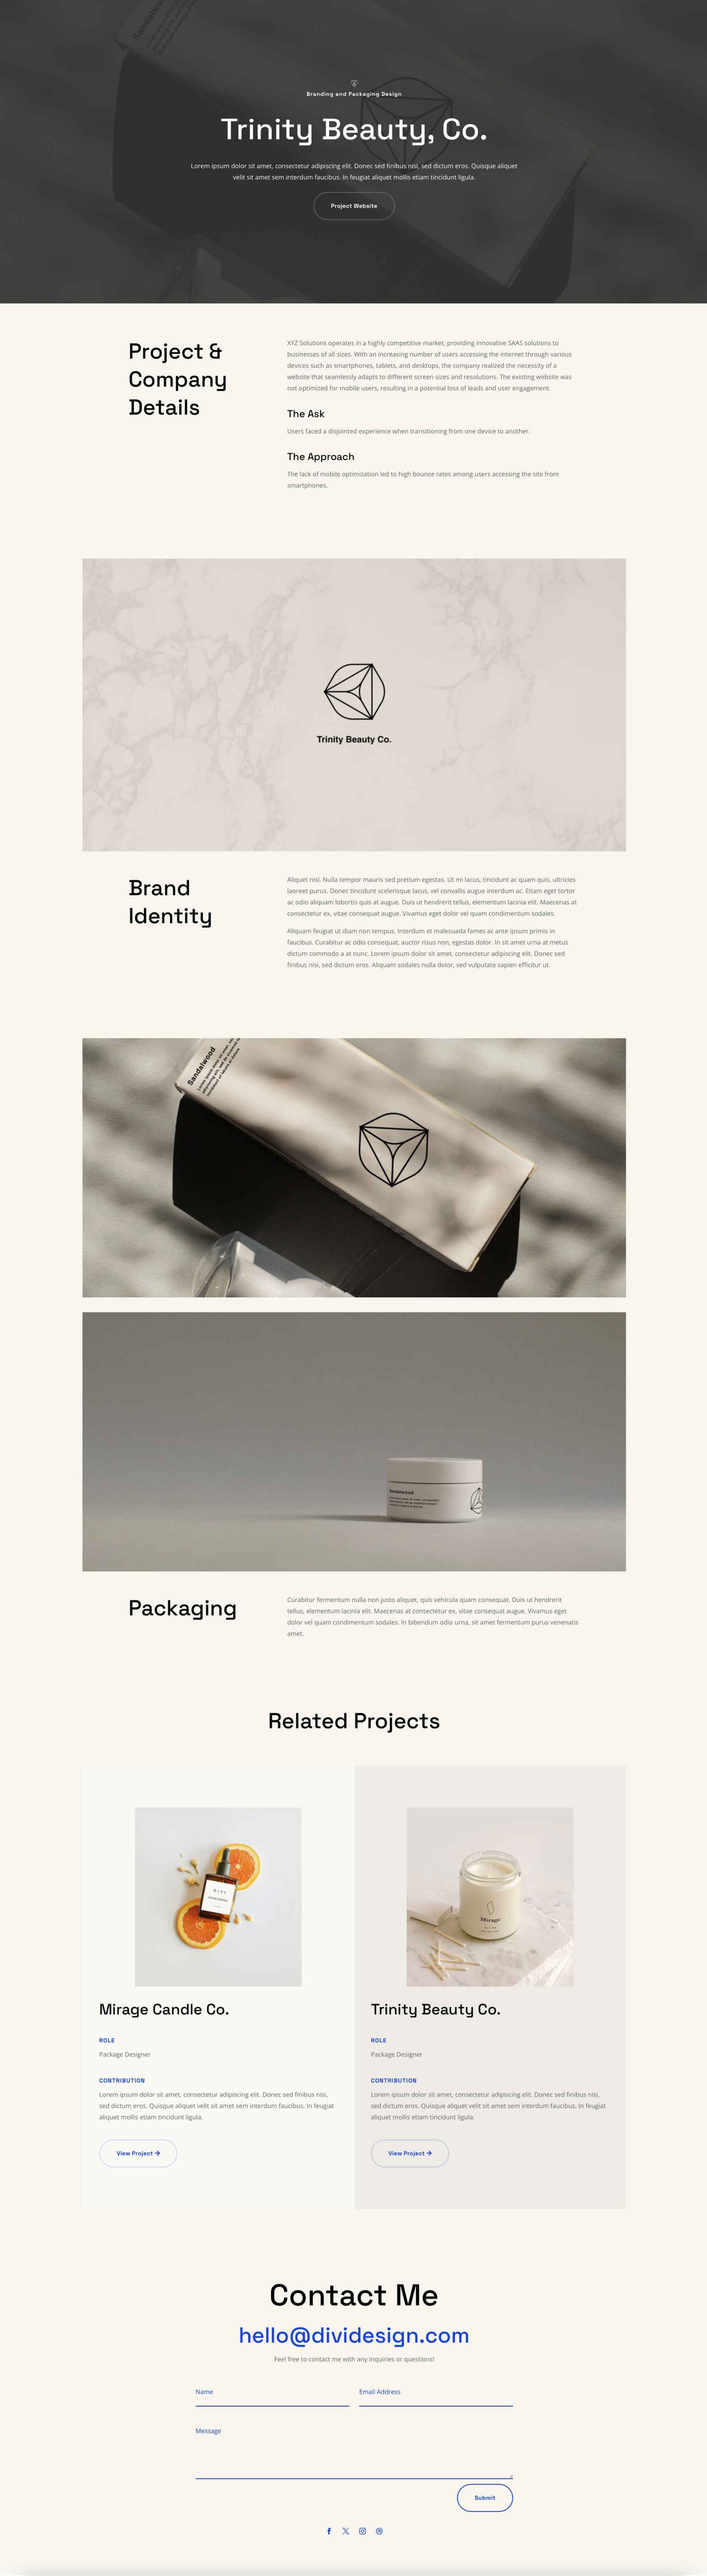 Branding and Packaging Design
Trinity Beauty, Co.
Lorem ipsum dolor sit amet, consectetur adipiscing elit. Donec sed finibus nisi, sed dictum eros. Quisque aliquet
velit sit amet sem interdum faucibus. In feugiat aliquet mollis etiam tincidunt ligula.
Project Website
Project &
Company
Details
XYZ Solutions operates in a highly competitive market, providing innovative SAAS solutions to
businesses of all sizes. With an increasing number of users accessing the internet through various
devices such as smartphones, tablets, and desktops, the company realized the necessity of a
website that seamlessly adapts to different screen sizes and resolutions. The existing website was
not optimized for mobile users, resulting in a potential loss of leads and user engagement.
The Ask
Users faced a disjointed experience when transitioning from one device to another.
The Approach
The lack of mobile optimization led to high bounce rates among users accessing the site from
smartphones.
Trinity Beauty Co.
Brand
Identity
Aliquet nisl. Nulla tempor mauris sed pretium egestas. Ut mi lacus, tincidunt ac quam quis, ultricies
laoreet purus. Donec tincidunt scelerisque lacus, vel convallis augue interdum ac. Etiam eget tortor
ac odio aliquam lobortis quis at augue. Duis ut hendrerit tellus, elementum lacinia elit. Maecenas at
consectetur ex, vitae consequat augue. Vivamus eget dolor vel quam condimentum sodales.
Aliquam feugiat ut diam non tempus. Interdum et malesuada fames ac ante ipsum primis in
faucibus. Curabitur ac odio consequat, auctor risus non, egestas dolor. In sit amet urna at metus
dictum commodo a at nunc. Lorem ipsum dolor sit amet, consectetur adipiscing elit. Donec sed
finibus nisi, sed dictum eros. Aliquam sodales nulla dolor, sed vulputate sapien efficitur ut.
Sandalwood
Sandalwood
Packaging
Curabitur fermentum nulla non justo aliquet, quis vehicula quam consequat. Duis ut hendrerit
tellus, elementum lacinia elit. Maecenas at consectetur ex, vitae consequat augue. Vivamus eget
dolor vel quam condimentum sodales. In bibendum odio urna, sit amet fermentum purus venenatis
amet.
Related Projects
DIVI
Mirage
Mirage Candle Co.
ROLE
Package Designer
CONTRIBUTION
Lorem ipsum dolor sit amet, consectetur adipiscing elit. Donec sed finibus nisi,
sed dictum eros. Quisque aliquet velit sit amet sem interdum faucibus. In feugiat
aliquet mollis etiam tincidunt ligula.
View Project →
Trinity Beauty Co.
ROLE
Package Designer
CONTRIBUTION
Lorem ipsum dolor sit amet, consectetur adipiscing elit. Donec sed finibus nisi,
sed dictum eros. Quisque aliquet velit sit amet sem interdum faucibus. In feugiat
aliquet mollis etiam tincidunt ligula.
View Project →
Contact Me
hello@dividesign.com
Feel free to contact me with any inquiries or questions!
Name
Email Address
Message
Submit